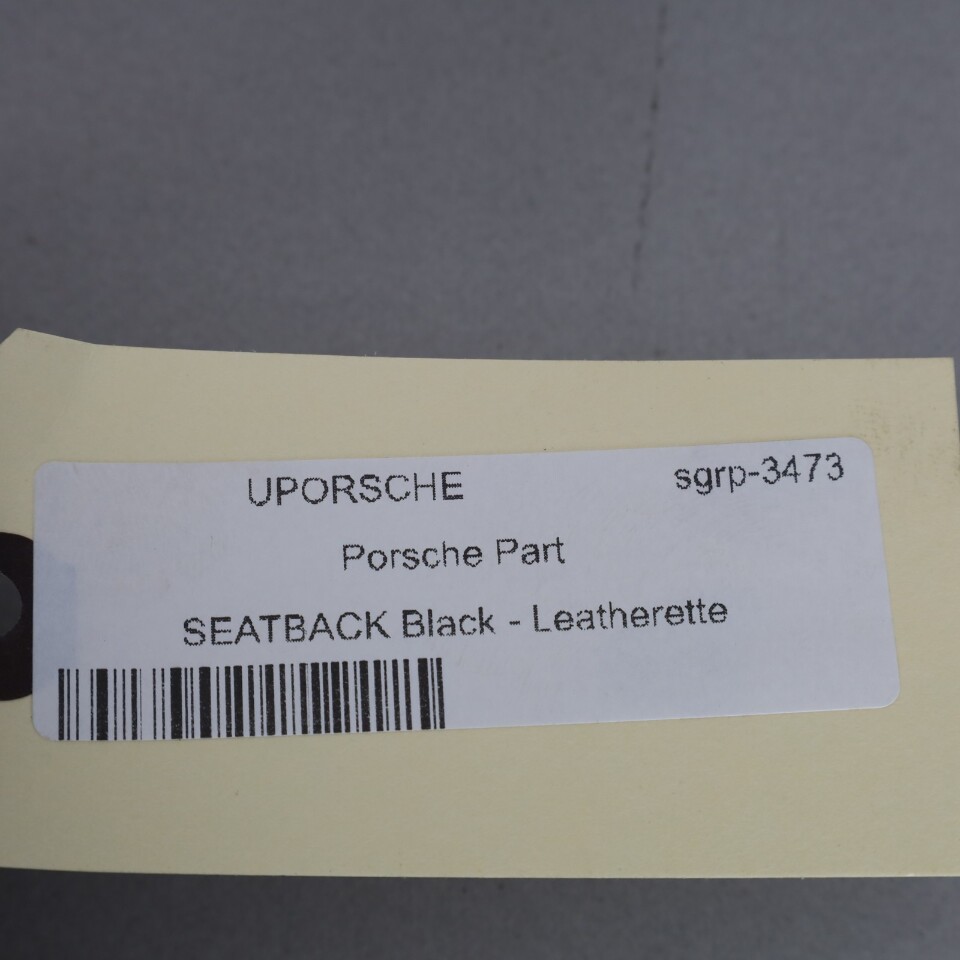 UPORSCHE sgrp-3473
Porsche Part
SEATBACK Black - Leatherette